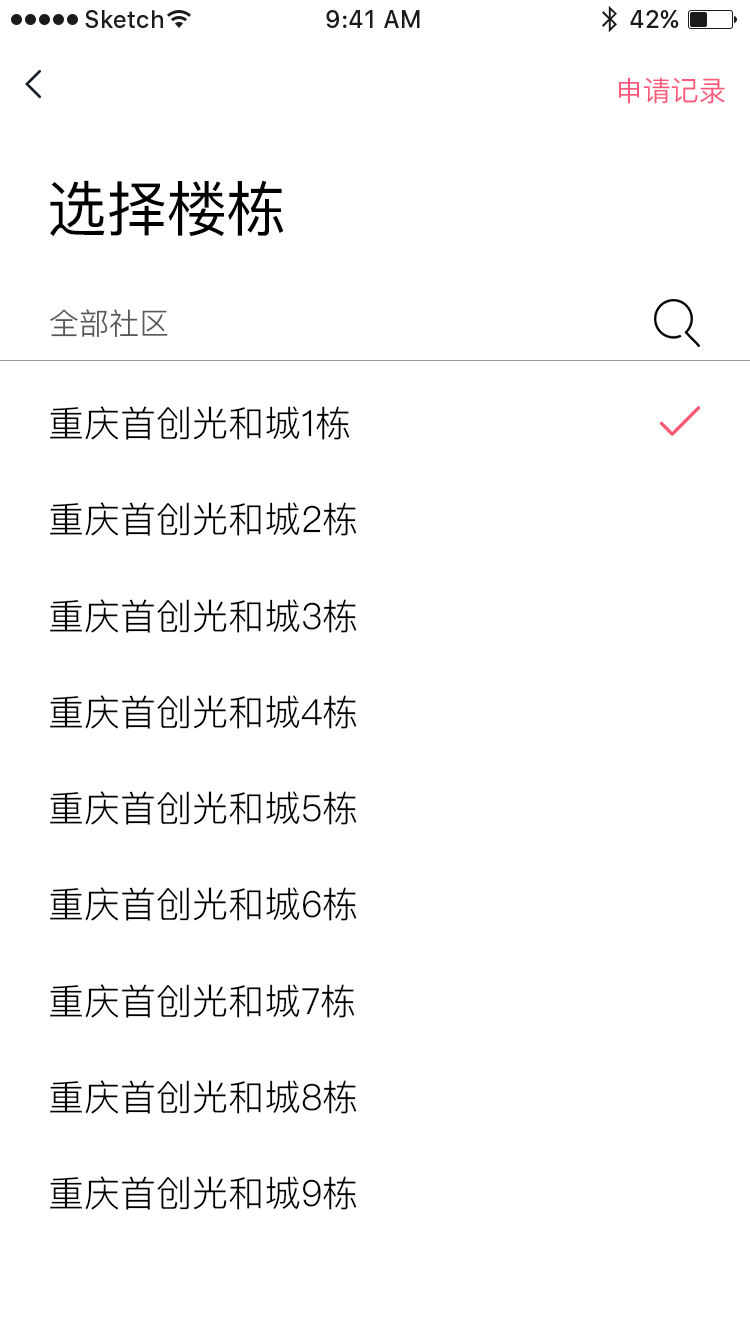 Sketch 9:41 AM 42%
申请记录
选择楼栋
全部社区
重庆首创光和城1栋
重庆首创光和城2栋
重庆首创光和城3栋
重庆首创光和城4栋
重庆首创光和城5栋
重庆首创光和城6栋
重庆首创光和城7栋
重庆首创光和城8栋
重庆首创光和城9栋